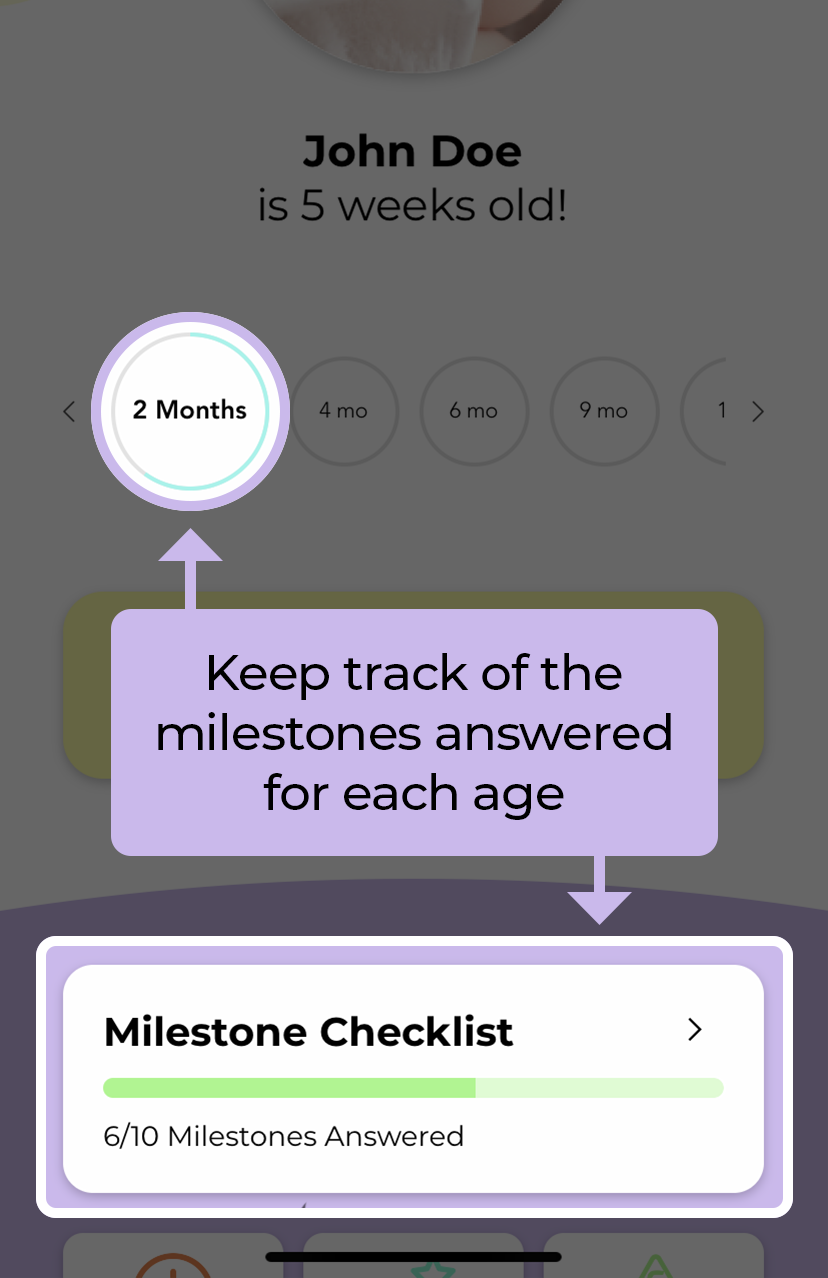 John Doe
is 5 weeks old!
2 Months
4 mo
6 mo
9 mo
1
Keep track of the
milestones answered
for each age
Milestone Checklist
6/10 Milestones Answered